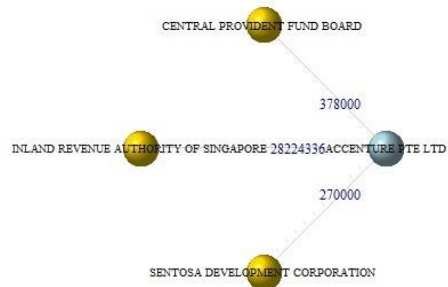 CENTRAL PROVIDENT FUND BOARD
378000
INLAND REVENUE AUTHORITY OF SINGAPORE 28224336ACCENTURE PTE LTD
270000
SENTOSA DEVELOPMENT CORPORATION